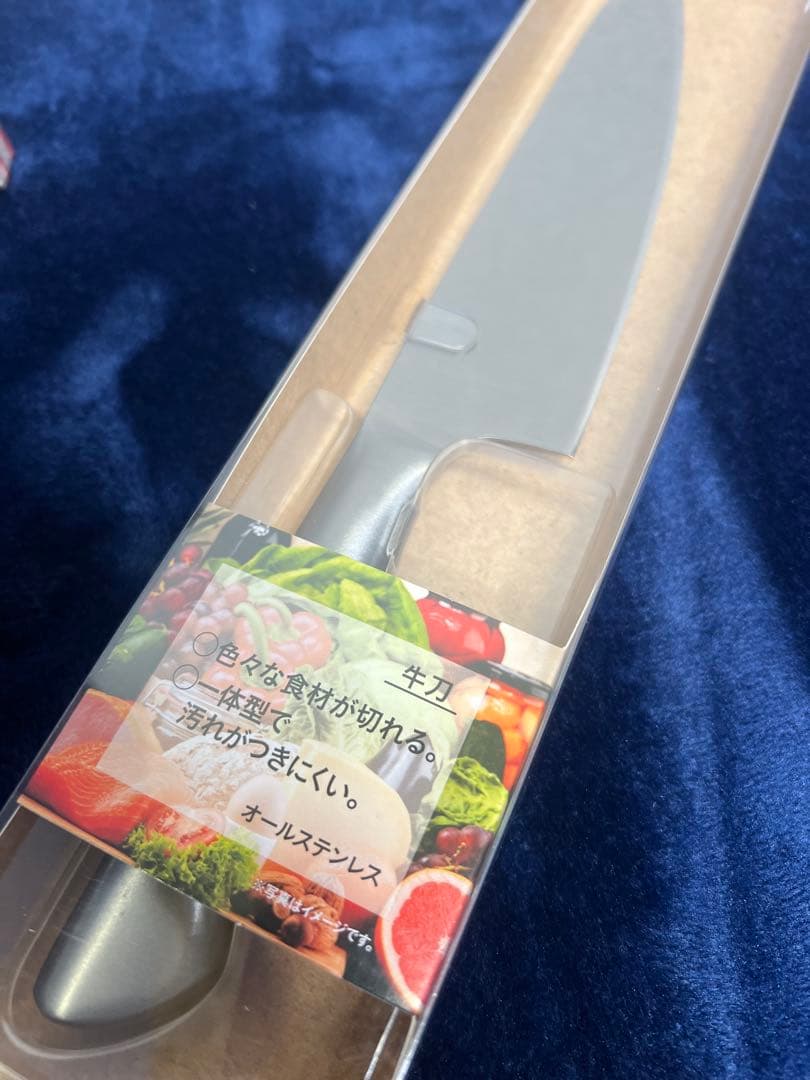 牛刀
○色々な食材が切れる。
○一体型で
汚れがつきにくい。
オールステンレス
※写真はイメージです。